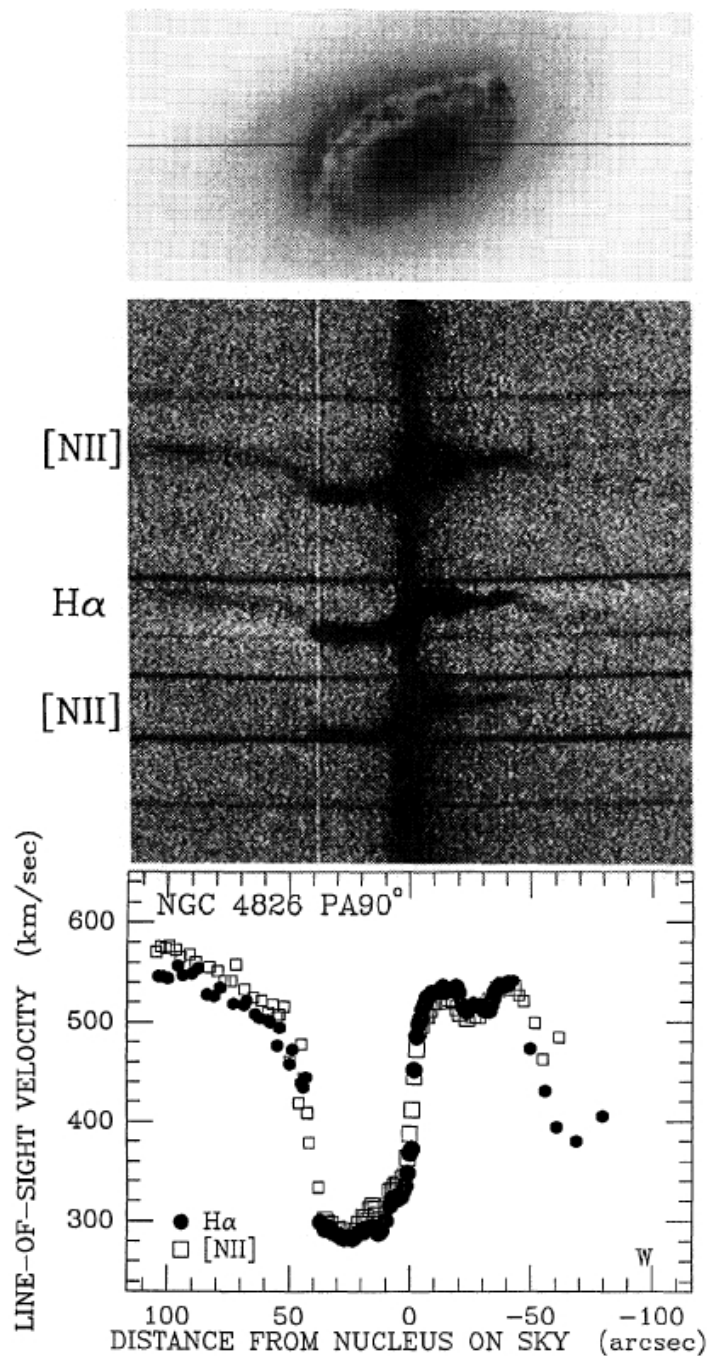 [NII]
Hα
[NII]
LINE-OF-SIGHT VELOCITY (km/sec)
NGC 4826 PA90°
600
500
400
300
Hα
[NII]
W
100 50 0 -50 -100
DISTANCE FROM NUCLEUS ON SKY (arcsec)